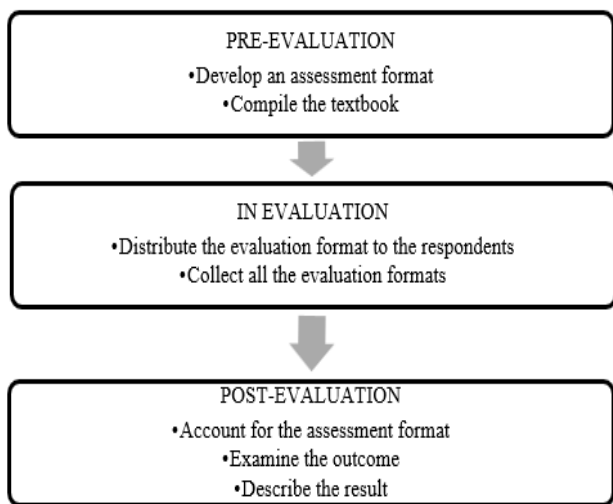 PRE-EVALUATION
•Develop an assessment format
•Compile the textbook
IN EVALUATION
•Distribute the evaluation format to the respondents
•Collect all the evaluation formats
POST-EVALUATION
•Account for the assessment format
•Examine the outcome
•Describe the result